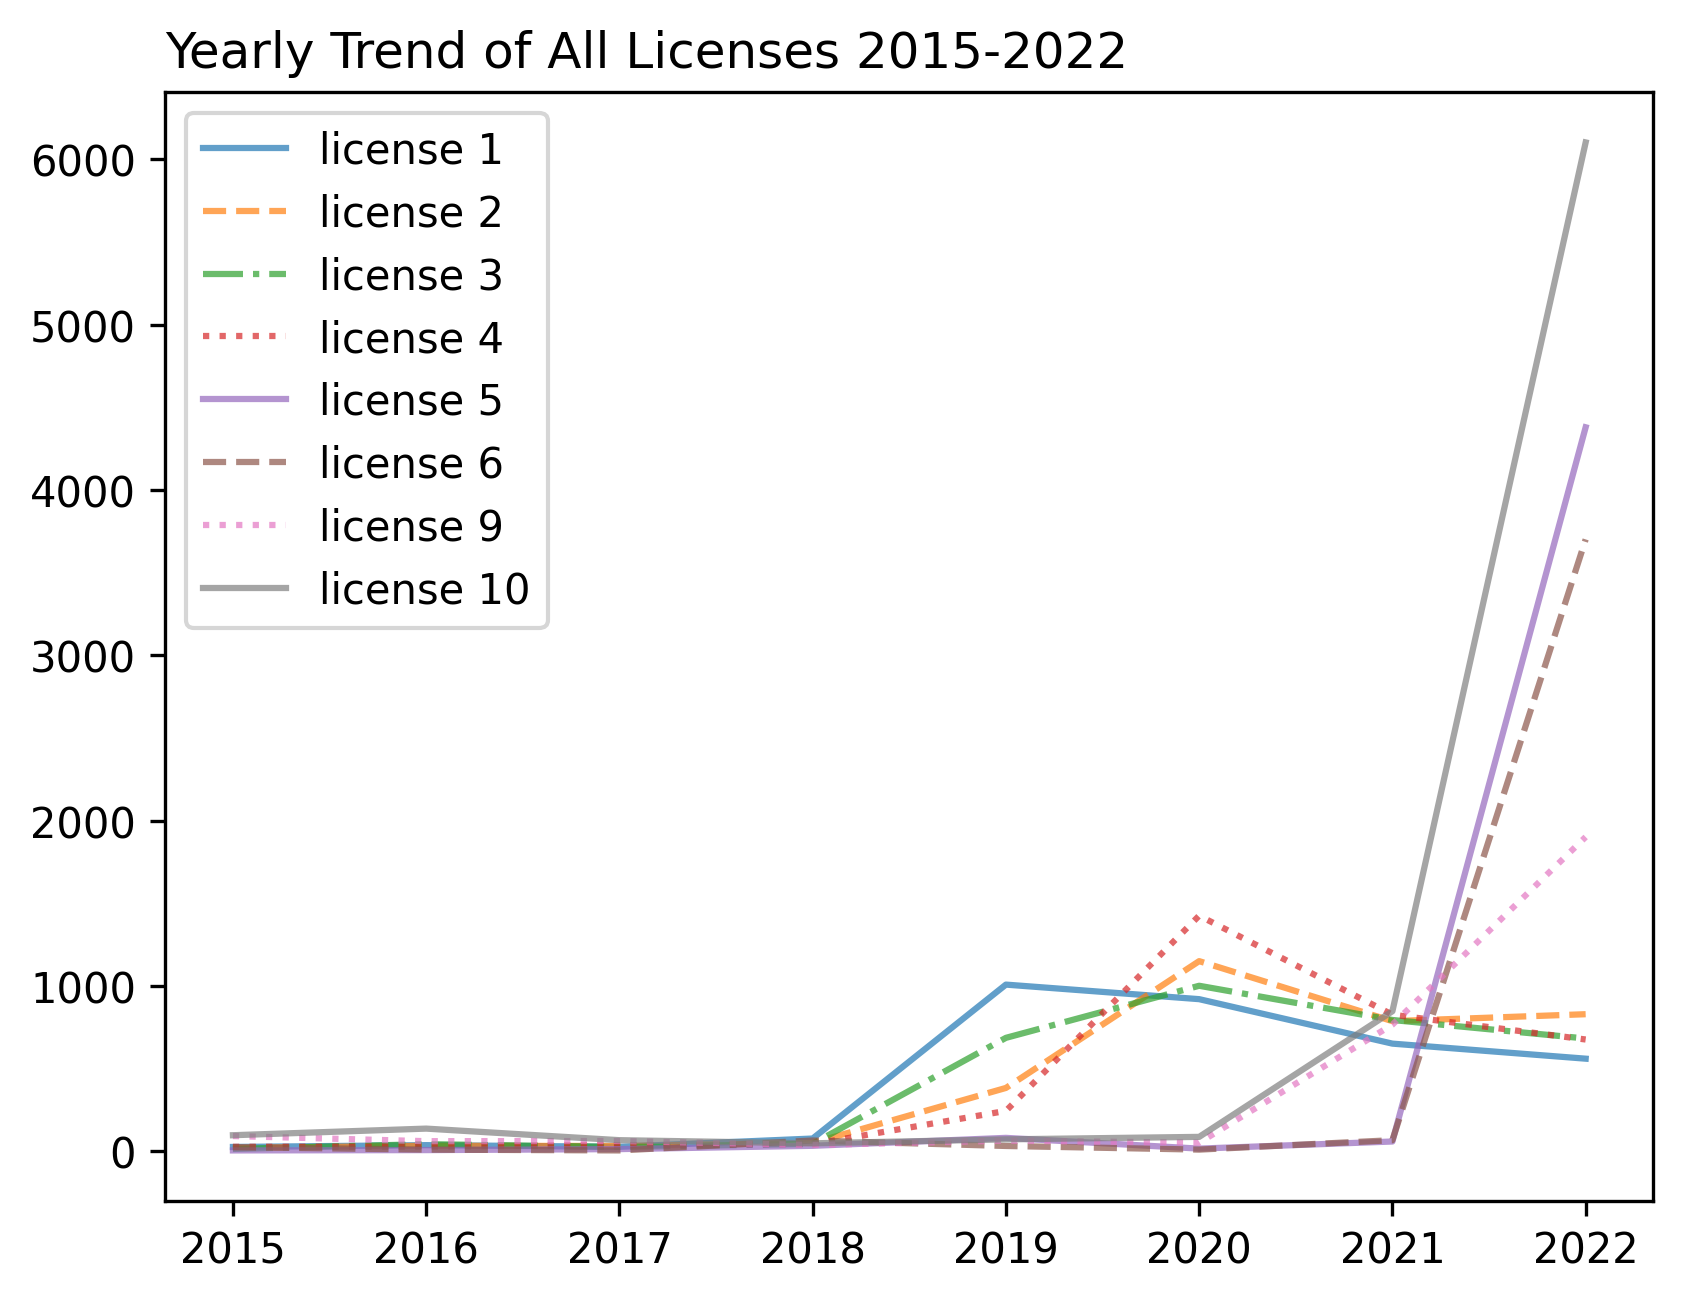 Yearly Trend of All Licenses 2015-2022
license 1
license 2
license 3
license 4
license 5
license 6
license 9
license 10
6000
5000
4000
3000
2000
1000
0
2015 2016 2017 2018 2019 2020 2021 2022